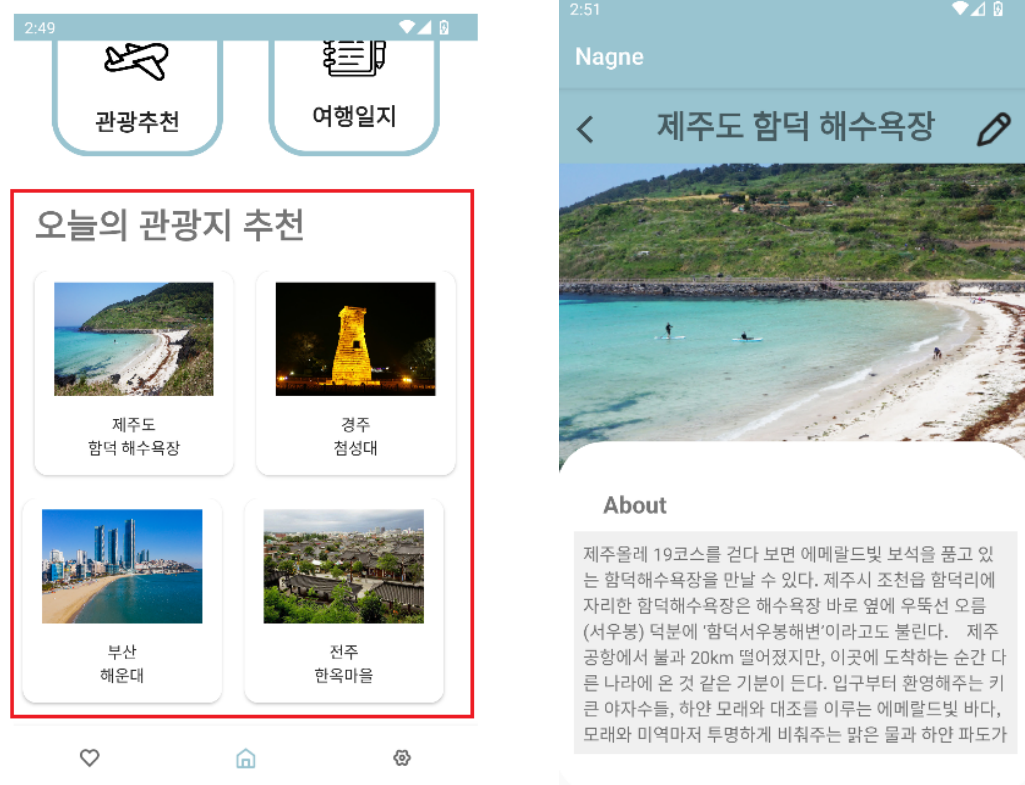 2:49
관광추천
여행일지
오늘의 관광지 추천
제주도
함덕 해수욕장
경주
첨성대
부산
해운대
전주
한옥마을
2:51
Nagne
제주도 함덕 해수욕장
About
제주올레 19코스를 걷다 보면 에메랄드빛 보석을 품고 있
는 함덕해수욕장을 만날 수 있다. 제주시 조천읍 함덕리에
자리한 함덕해수욕장은 해수욕장 바로 옆에 우뚝선 오름
(서우봉) 덕분에 '함덕서우봉해변'이라고도 불린다. 제주
공항에서 불과 20km 떨어졌지만, 이곳에 도착하는 순간 다
른 나라에 온 것 같은 기분이 든다. 입구부터 환영해주는 키
큰 야자수들, 하얀 모래와 대조를 이루는 에메랄드빛 바다,
모래와 미역마저 투명하게 비춰주는 맑은 물과 하얀 파도가